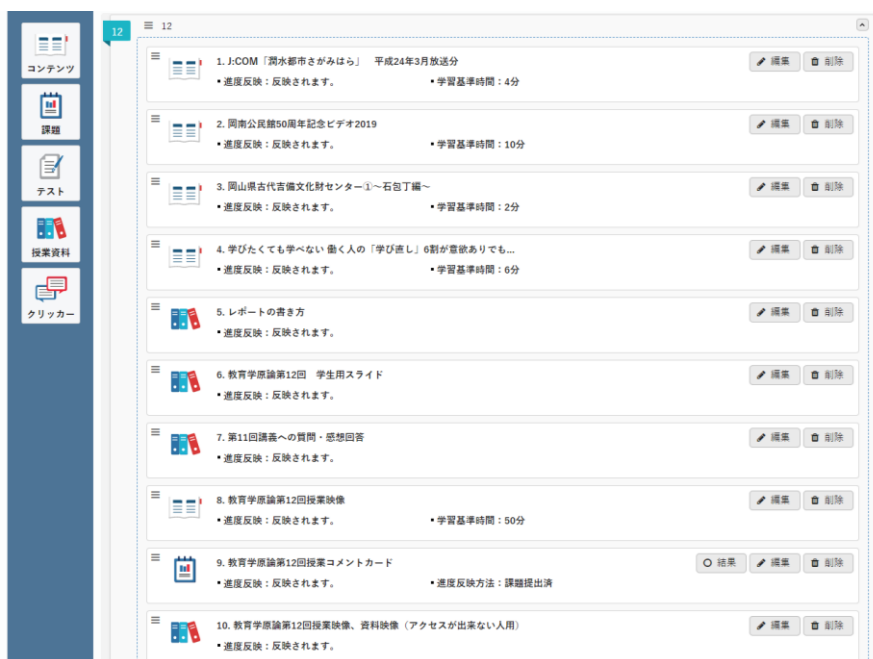 コンテンツ
課題
テスト
授業資料
クリッカー
12
12
1. J:COM「潤水都市さがみはら」　平成24年3月放送分
編集 削除
▪ 進度反映：反映されます。 ▪ 学習基準時間：4分
2. 岡南公民館50周年記念ビデオ2019
編集 削除
▪ 進度反映：反映されます。 ▪ 学習基準時間：10分
3. 岡山県古代吉備文化財センター①～石包丁編～
編集 削除
▪ 進度反映：反映されます。 ▪ 学習基準時間：2分
4. 学びたくても学べない 働く人の「学び直し」6割が意欲ありでも...
編集 削除
▪ 進度反映：反映されます。 ▪ 学習基準時間：6分
5. レポートの書き方
編集 削除
▪ 進度反映：反映されます。
6. 教育学原論第12回　学生用スライド
編集 削除
▪ 進度反映：反映されます。
7. 第11回講義への質問・感想回答
編集 削除
▪ 進度反映：反映されます。
8. 教育学原論第12回授業映像
編集 削除
▪ 進度反映：反映されます。 ▪ 学習基準時間：50分
9. 教育学原論第12回授業コメントカード
結果 編集 削除
▪ 進度反映：反映されます。 ▪ 進度反映方法：課題提出済
10. 教育学原論第12回授業映像、資料映像（アクセスが出来ない人用）
編集 削除
▪ 進度反映：反映されます。